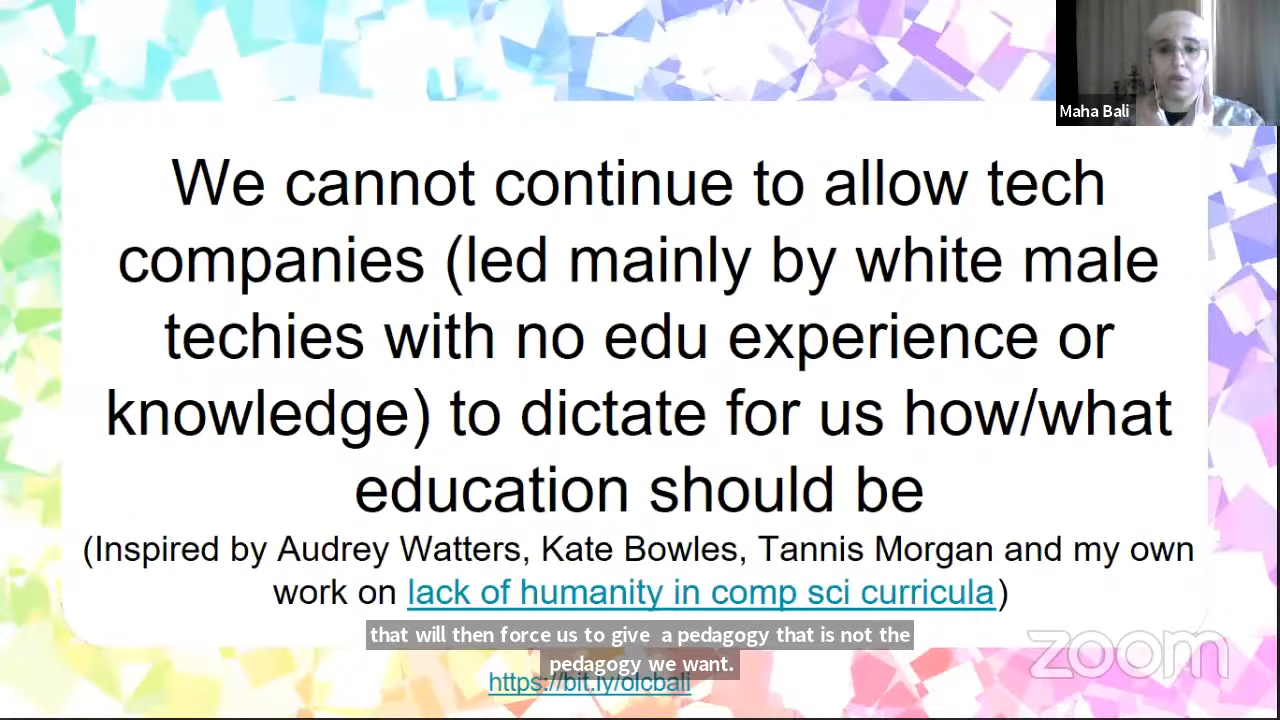 Maha Bali
We cannot continue to allow tech
companies (led mainly by white male
techies with no edu experience or
knowledge) to dictate for us how/what
education should be
(Inspired by Audrey Watters, Kate Bowles, Tannis Morgan and my own
work on lack of humanity in comp sci curricula)
that will then force us to give a pedagogy that is not the
pedagogy we want.
https://bit.ly/olcbali
zoom